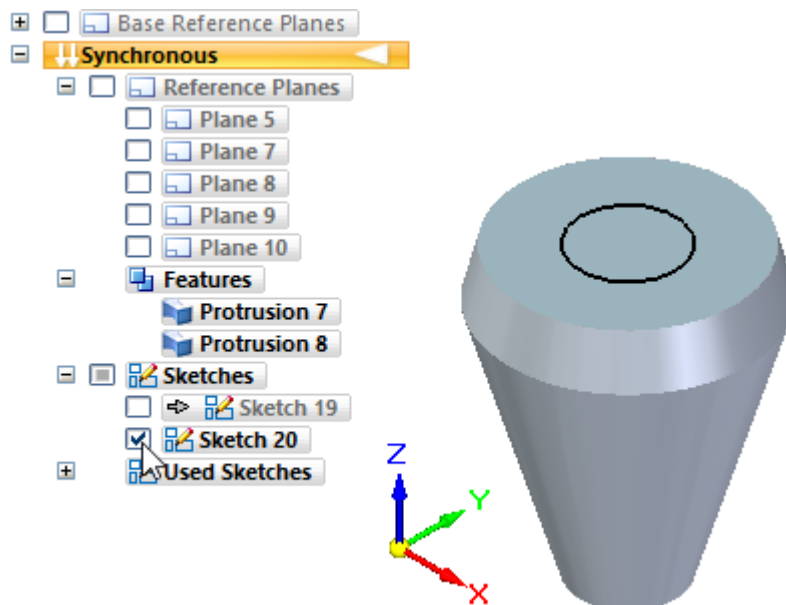 Base Reference Planes
Synchronous
Reference Planes
Plane 5
Plane 7
Plane 8
Plane 9
Plane 10
Features
Protrusion 7
Protrusion 8
Sketches
Sketch 19
Sketch 20
Used Sketches
Z
Y
X